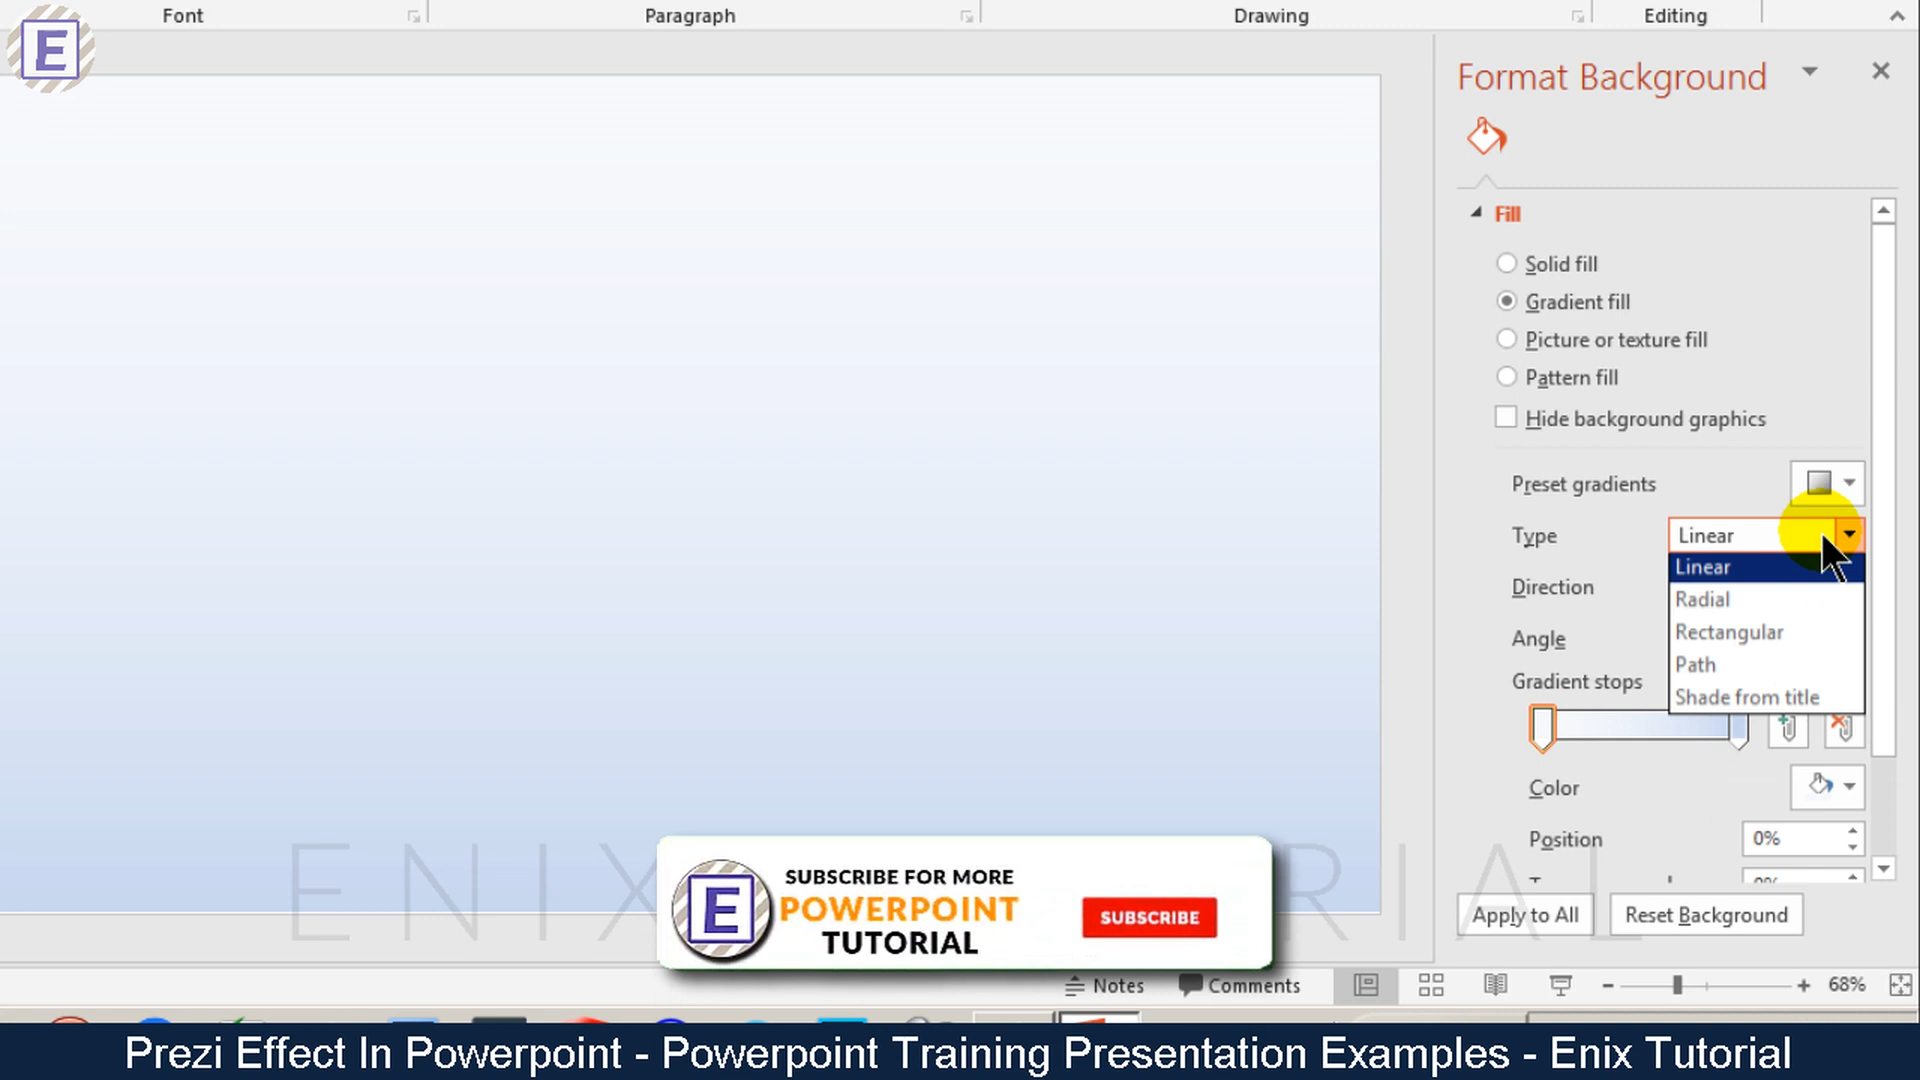 Font
Paragraph
Drawing
Editing
E
Format Background
Fill
Solid fill
Gradient fill
Picture or texture fill
Pattern fill
Hide background graphics
Preset gradients
Type
Linear
Linear
Radial
Rectangular
Path
Shade from title
Direction
Angle
Gradient stops
Color
Position
0%
Apply to All
Reset Background
E
SUBSCRIBE FOR MORE
POWERPOINT
TUTORIAL
SUBSCRIBE
Notes
Comments
68%
Prezi Effect In Powerpoint - Powerpoint Training Presentation Examples - Enix Tutorial